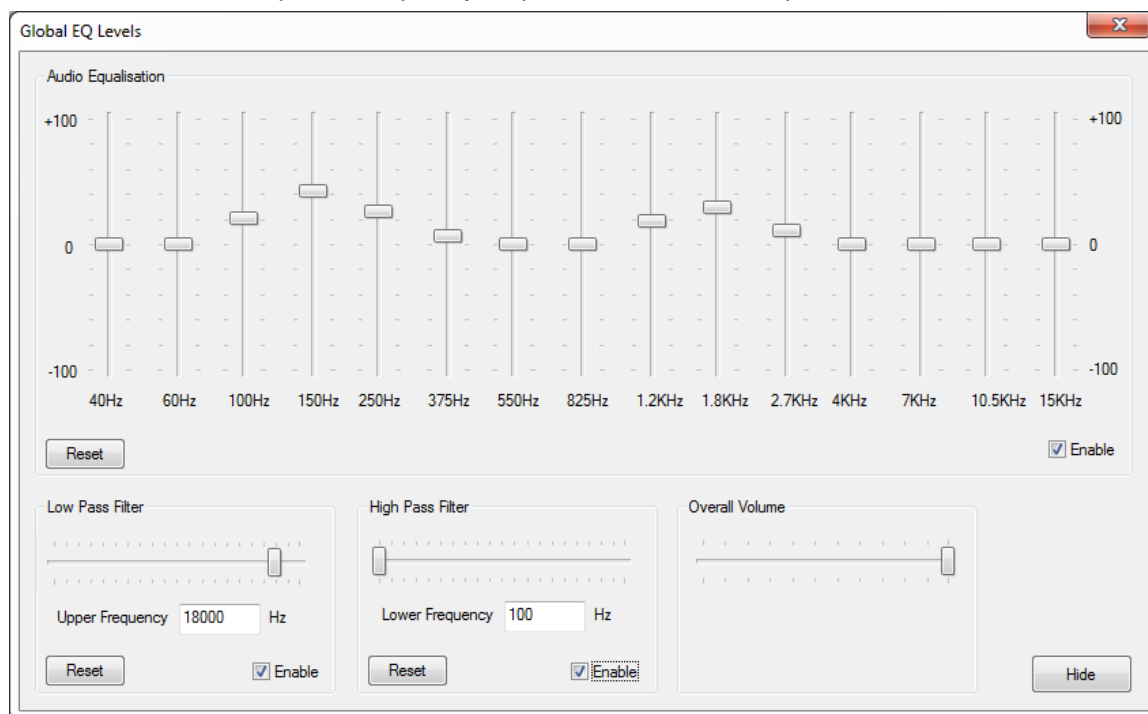 Global EQ Levels
Audio Equalisation
+100 +100
0 0
-100 -100
40Hz 60Hz 100Hz 150Hz 250Hz 375Hz 550Hz 825Hz 1.2KHz 1.8KHz 2.7KHz 4KHz 7KHz 10.5KHz 15KHz
Reset Enable
Low Pass Filter High Pass Filter Overall Volume
Upper Frequency 18000 Hz Lower Frequency 100 Hz
Reset Enable Reset Enable Hide